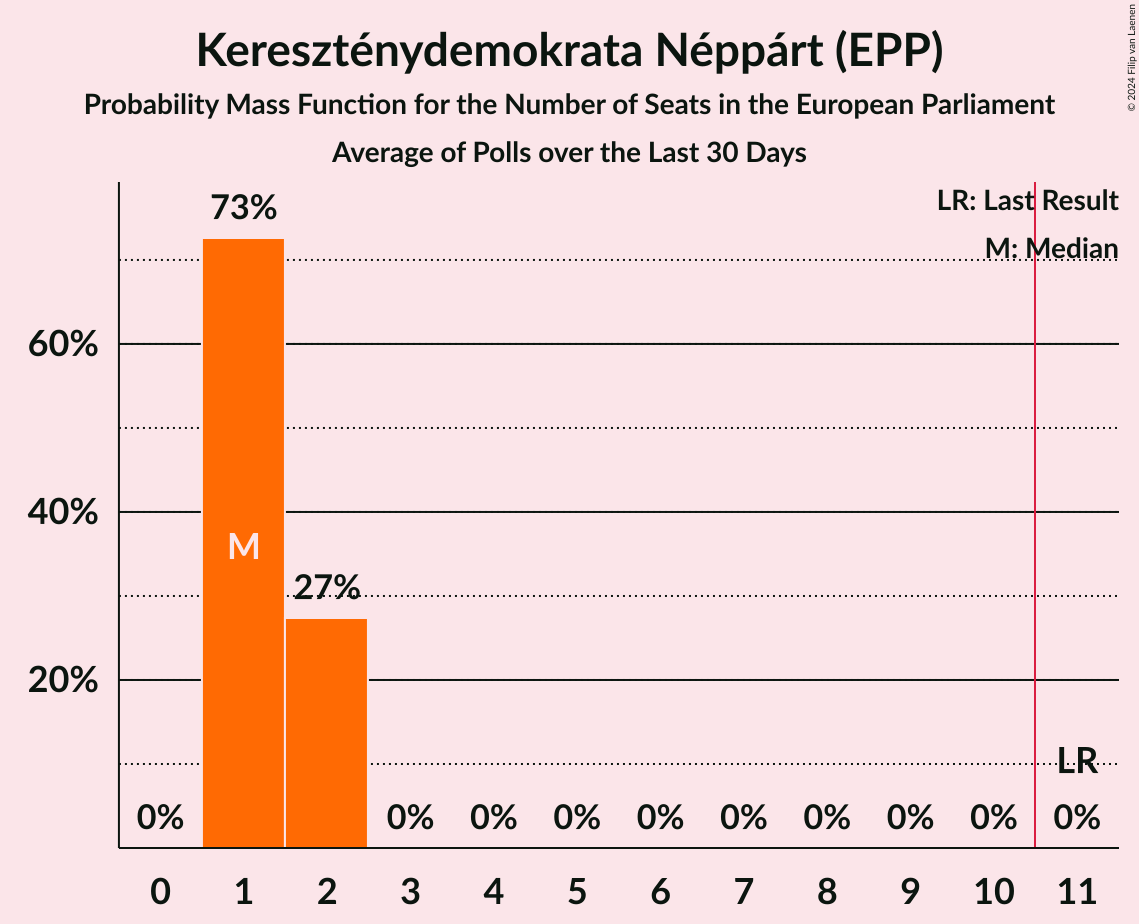 Kereszténydemokrata Néppárt (EPP)
Probability Mass Function for the Number of Seats in the European Parliament
Average of Polls over the Last 30 Days
© 2024 Filip van Laenen
LR: Last Result
M: Median
73%
60%
40%
M
27%
20%
LR
0% 0% 0% 0% 0% 0% 0% 0% 0% 0%
0 1 2 3 4 5 6 7 8 9 10 11